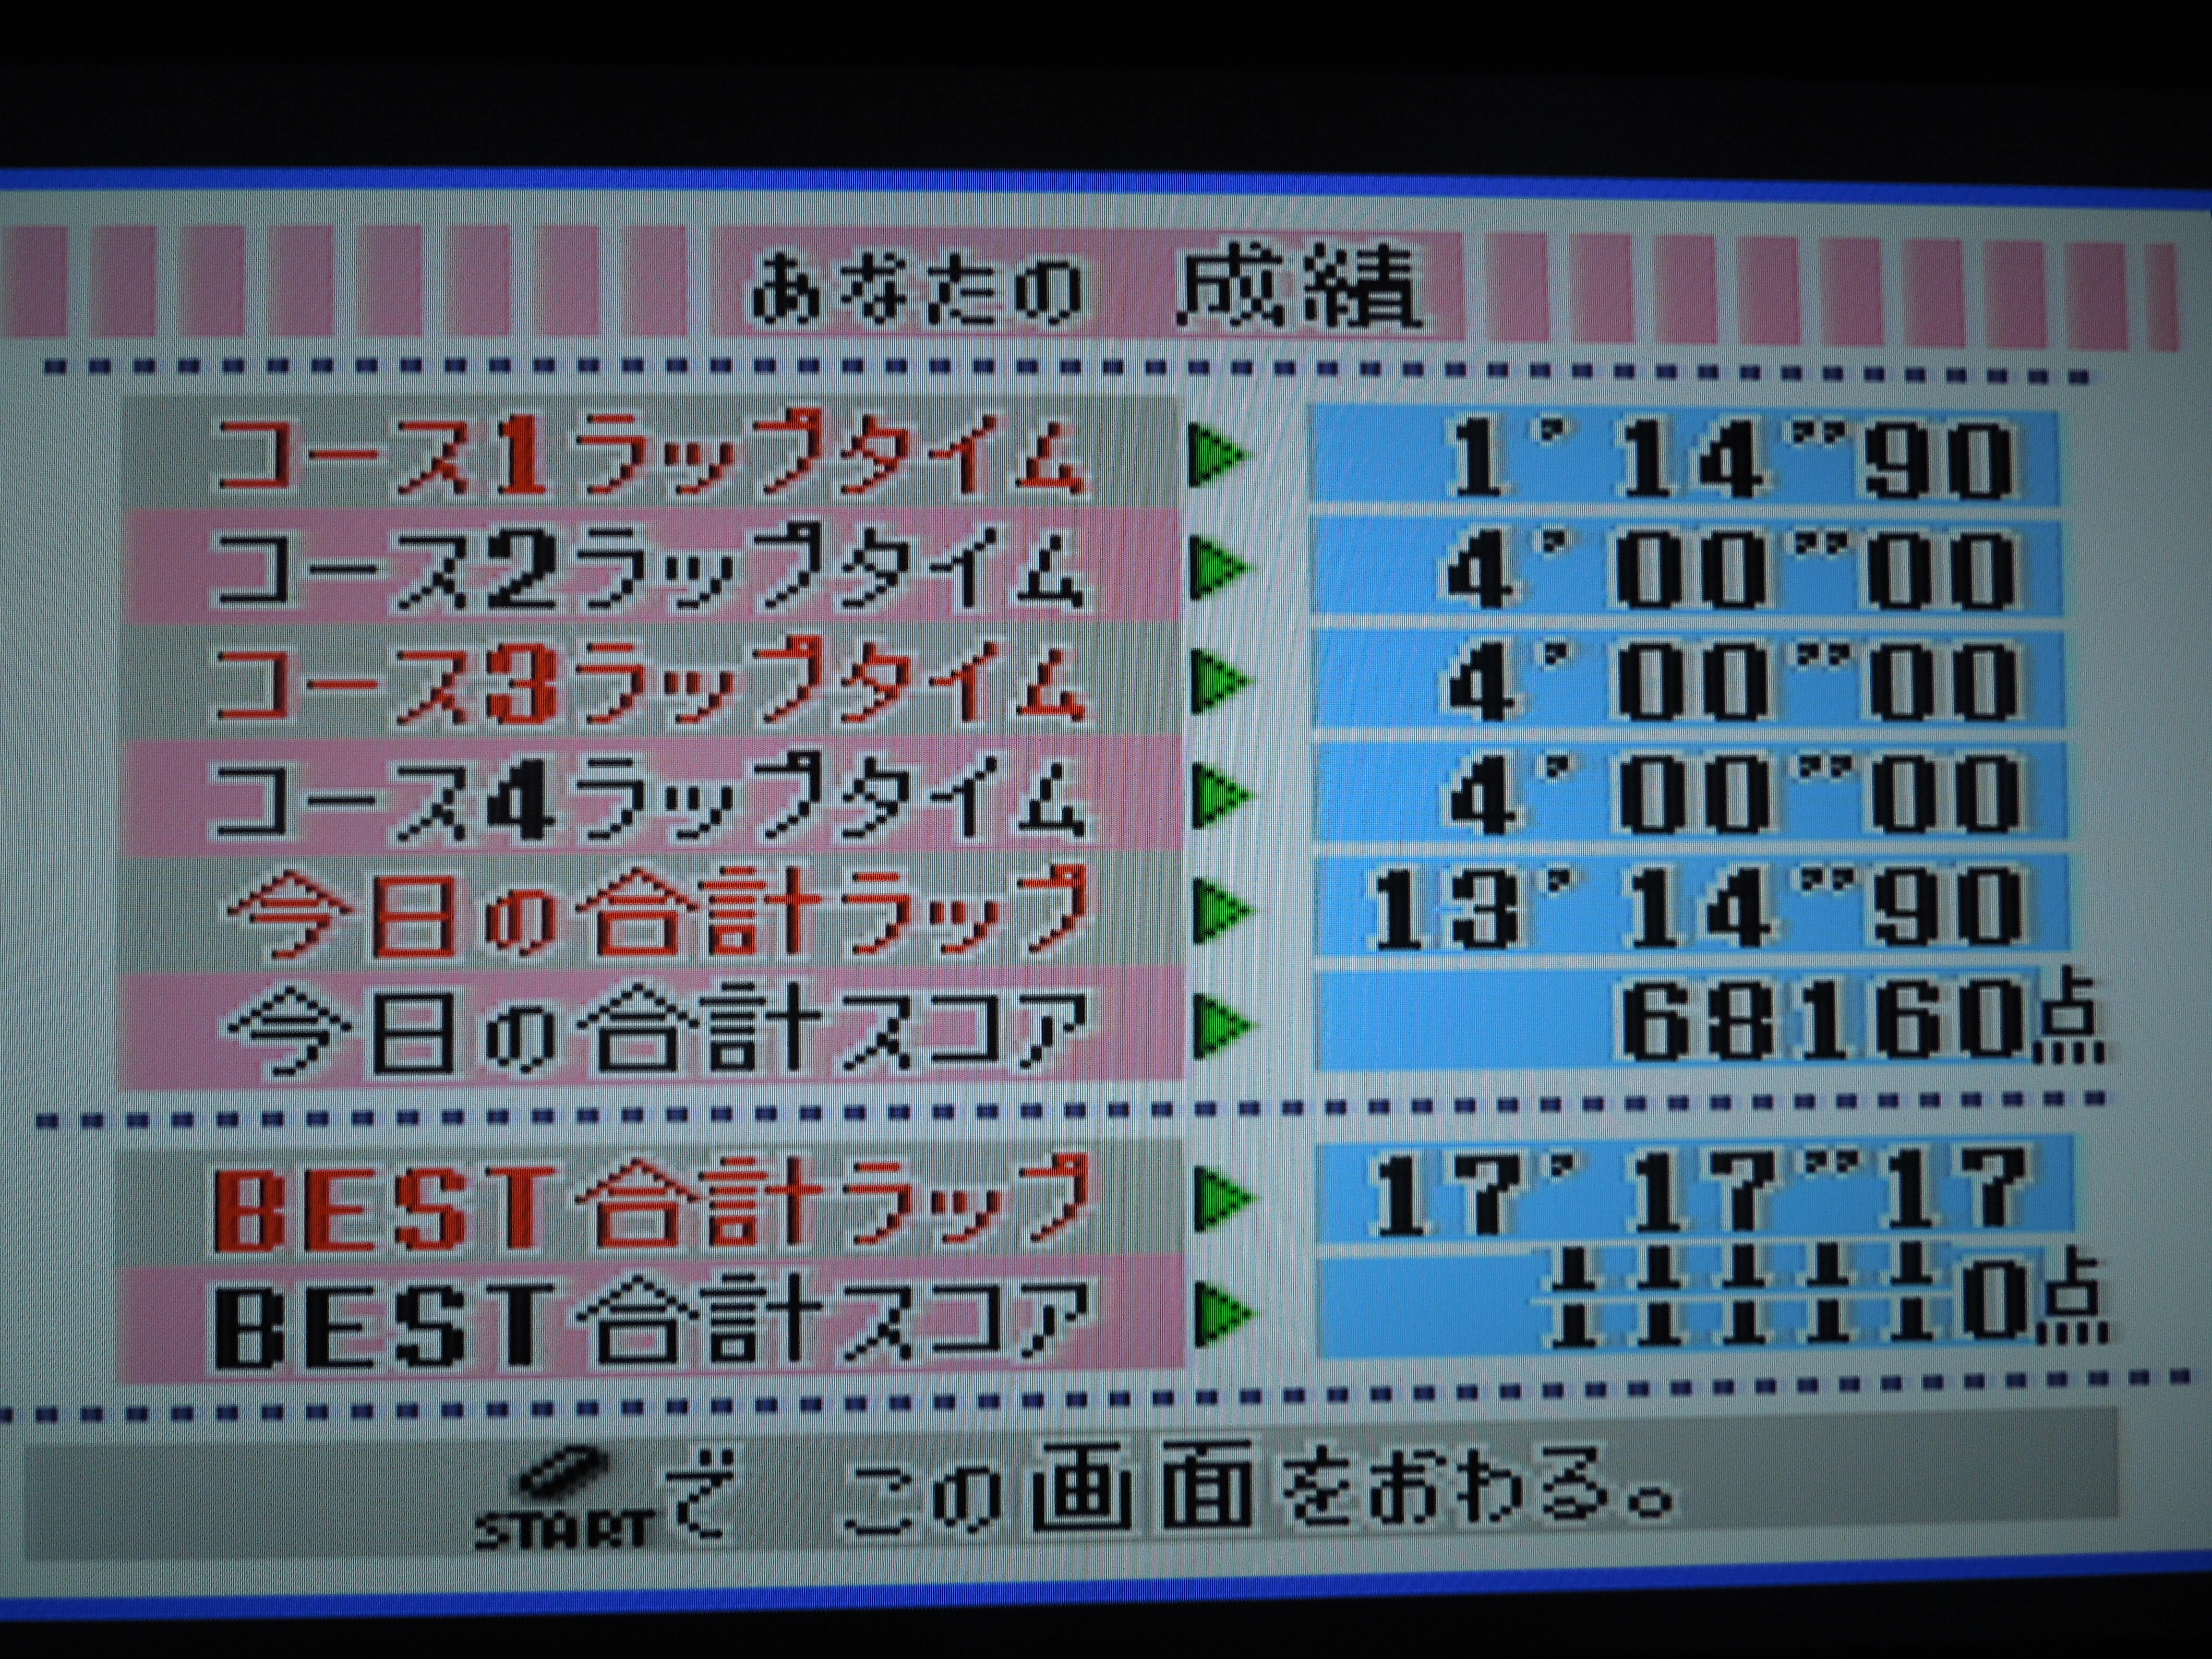 あなたの 成績
コース1ラップタイム ▶ 1'14"90
コース2ラップタイム ▶ 4'00"00
コース3ラップタイム ▶ 4'00"00
コース4ラップタイム ▶ 4'00"00
今日の合計ラップ ▶ 13'14"90
今日の合計スコア ▶ 68160点
BEST合計ラップ ▶ 17'17"17
BEST合計スコア ▶ 0点
STARTで この画面をおわる。